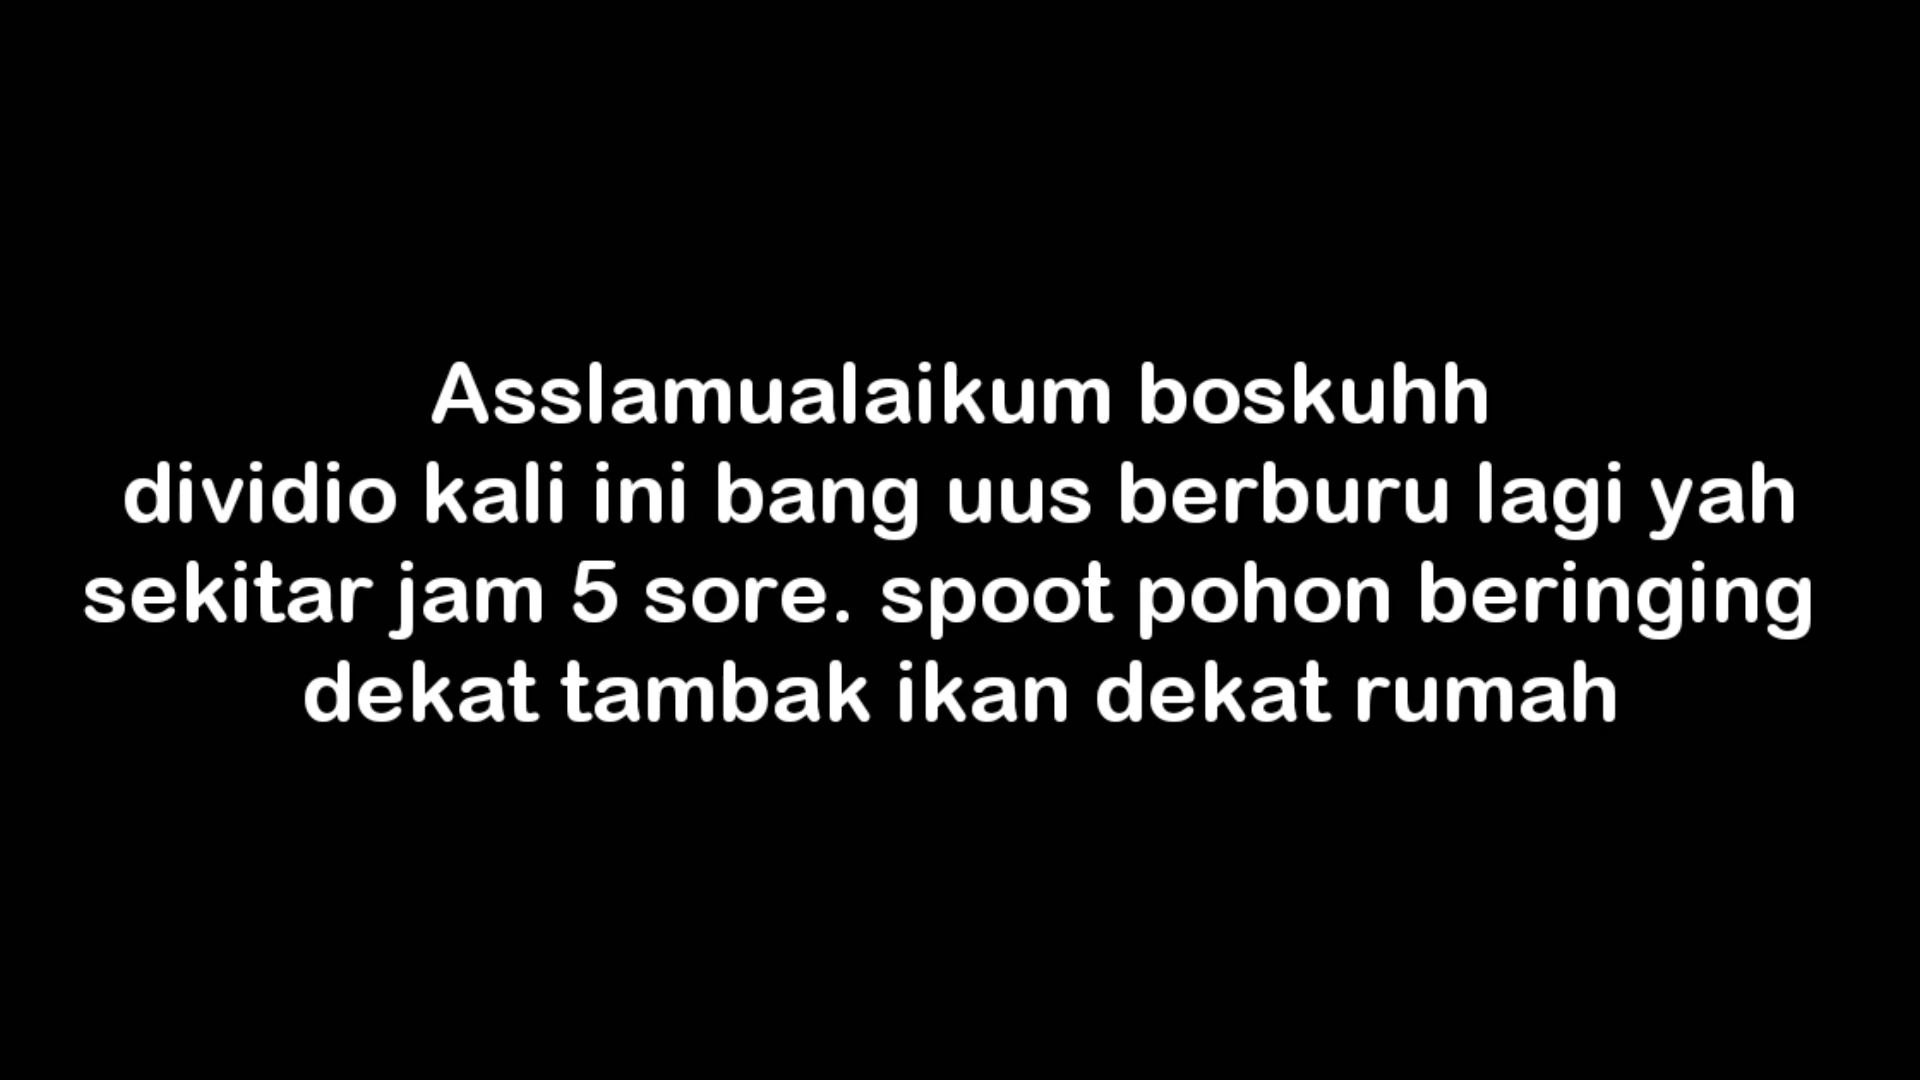 Asslamualaikum boskuhh
dividio kali ini bang uus berburu lagi yah
sekitar jam 5 sore. spoot pohon beringing
dekat tambak ikan dekat rumah